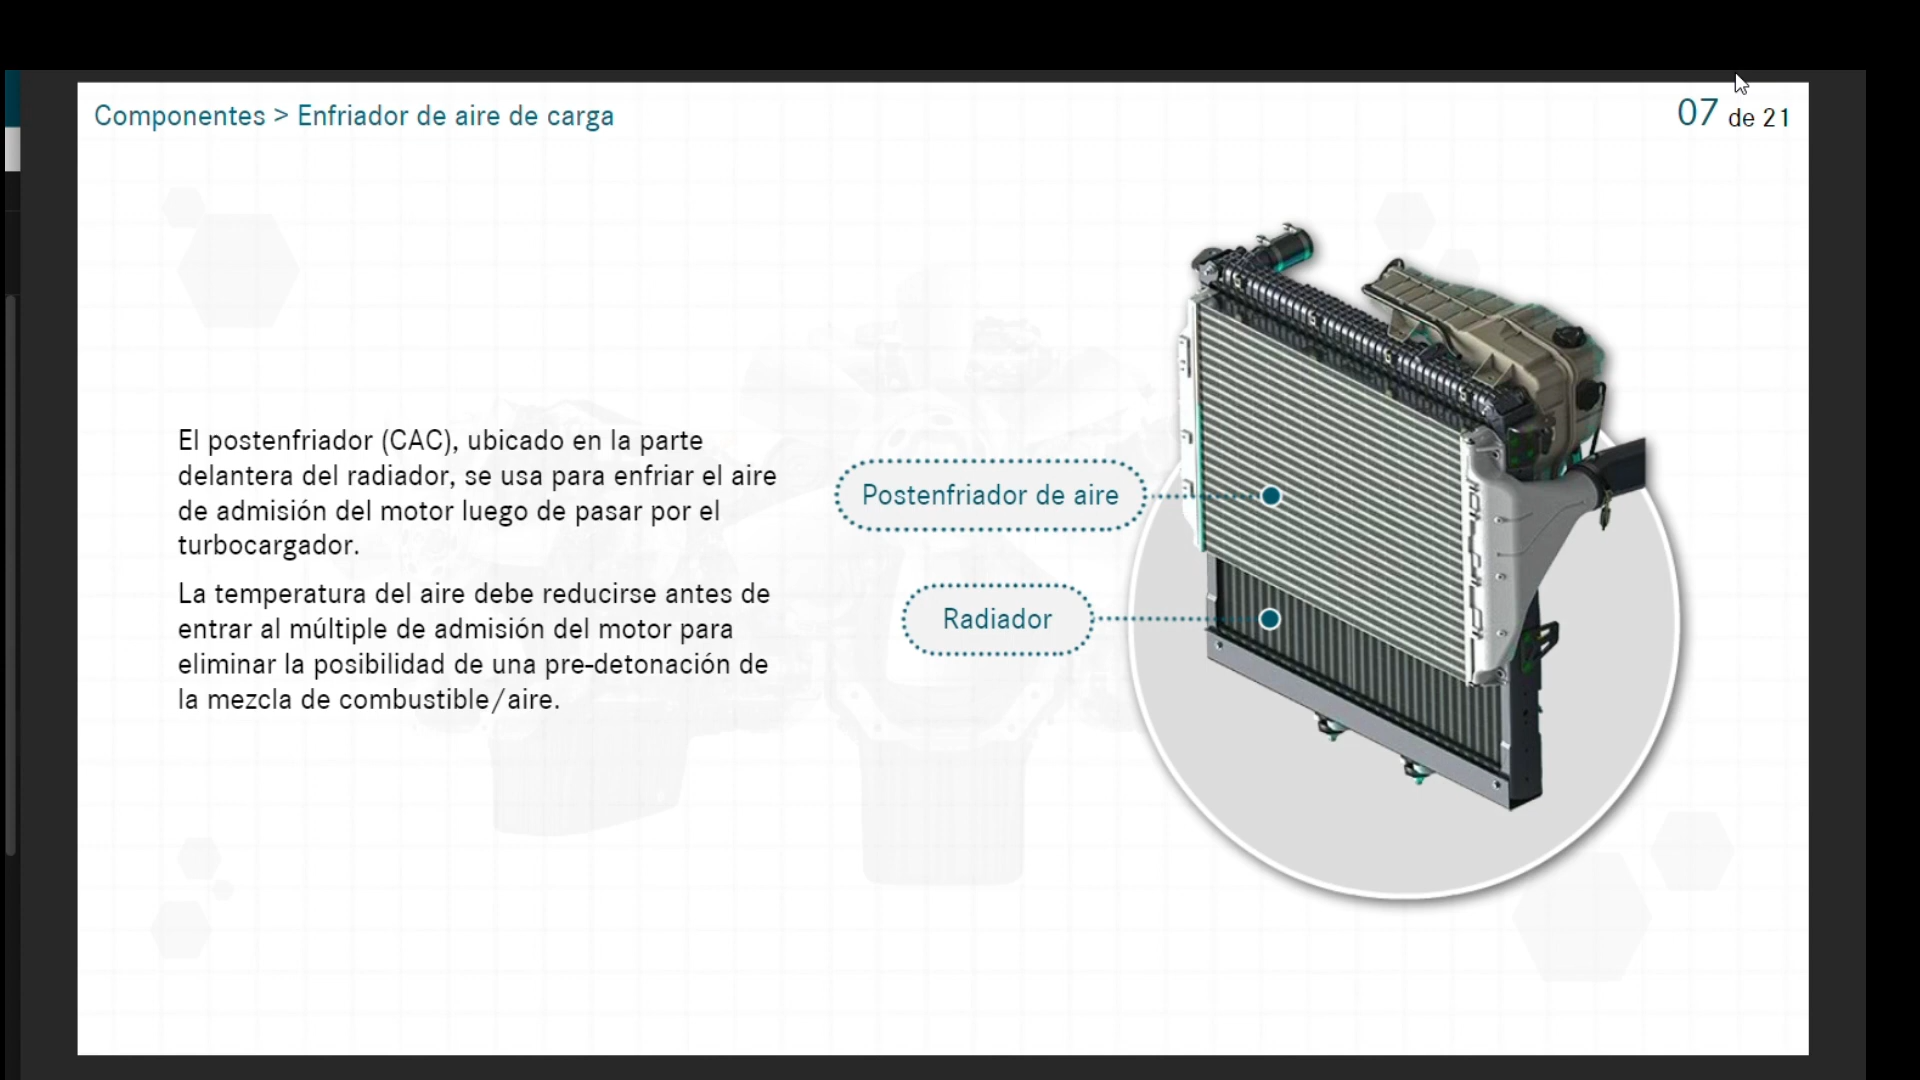 Componentes > Enfriador de aire de carga
07 de 21
El postenfriador (CAC), ubicado en la parte
delantera del radiador, se usa para enfriar el aire
de admisión del motor luego de pasar por el
turbocargador.
La temperatura del aire debe reducirse antes de
entrar al múltiple de admisión del motor para
eliminar la posibilidad de una pre-detonación de
la mezcla de combustible/aire.
Postenfriador de aire
Radiador